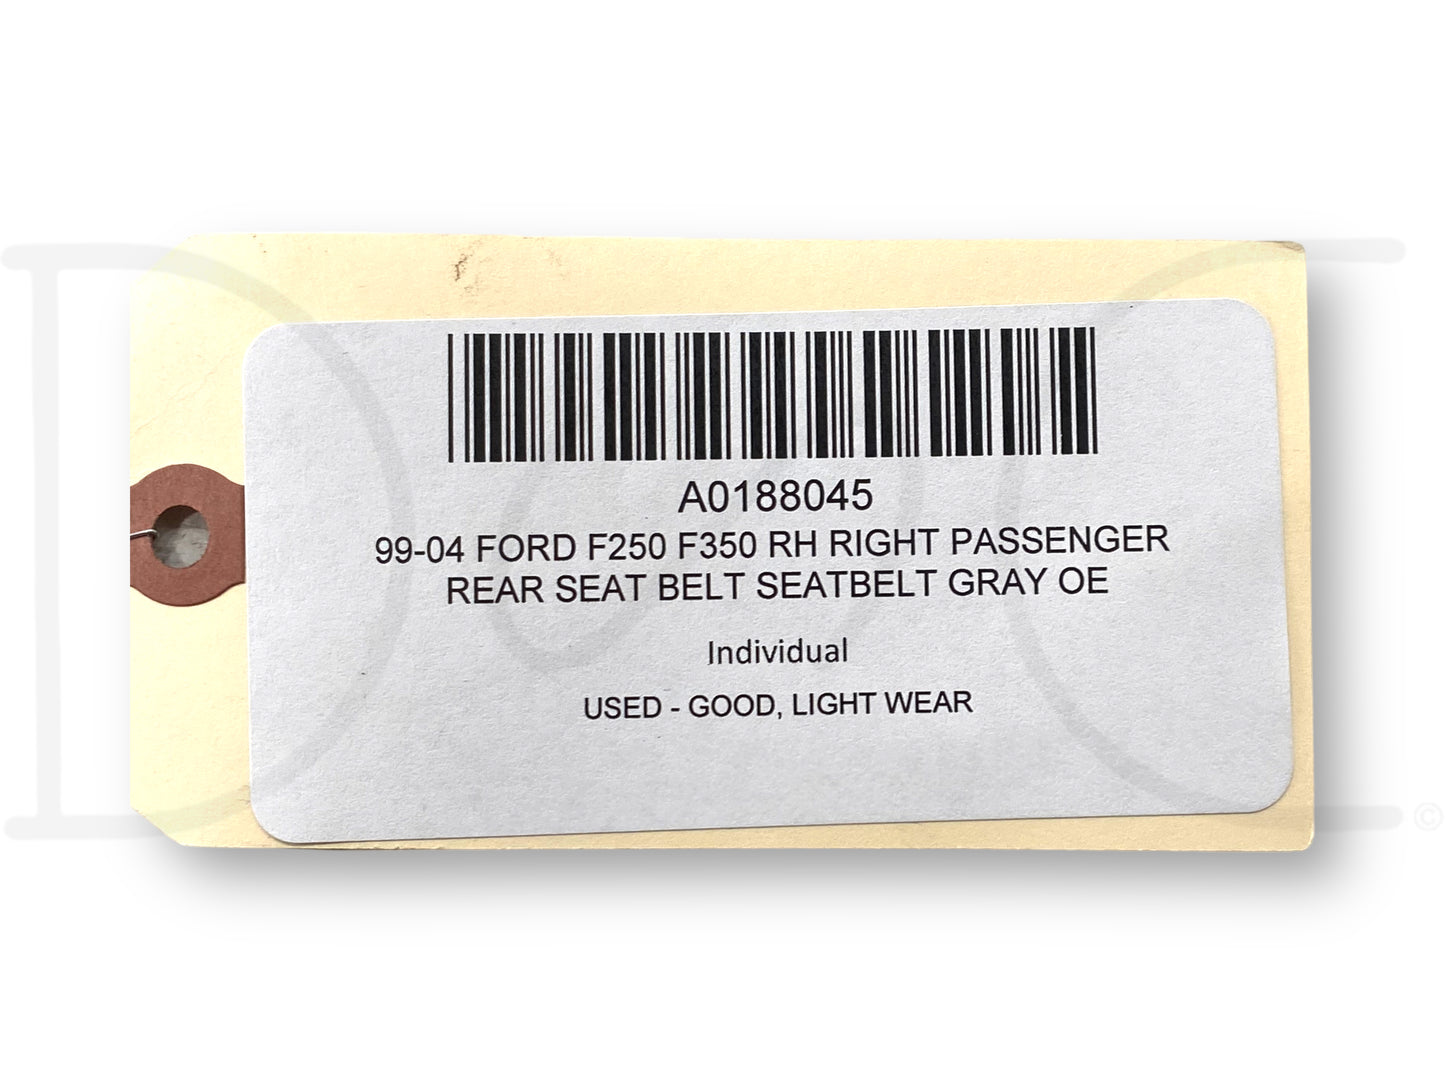 A0188045
99-04 FORD F250 F350 RH RIGHT PASSENGER
REAR SEAT BELT SEATBELT GRAY OE
Individual
USED - GOOD, LIGHT WEAR
©